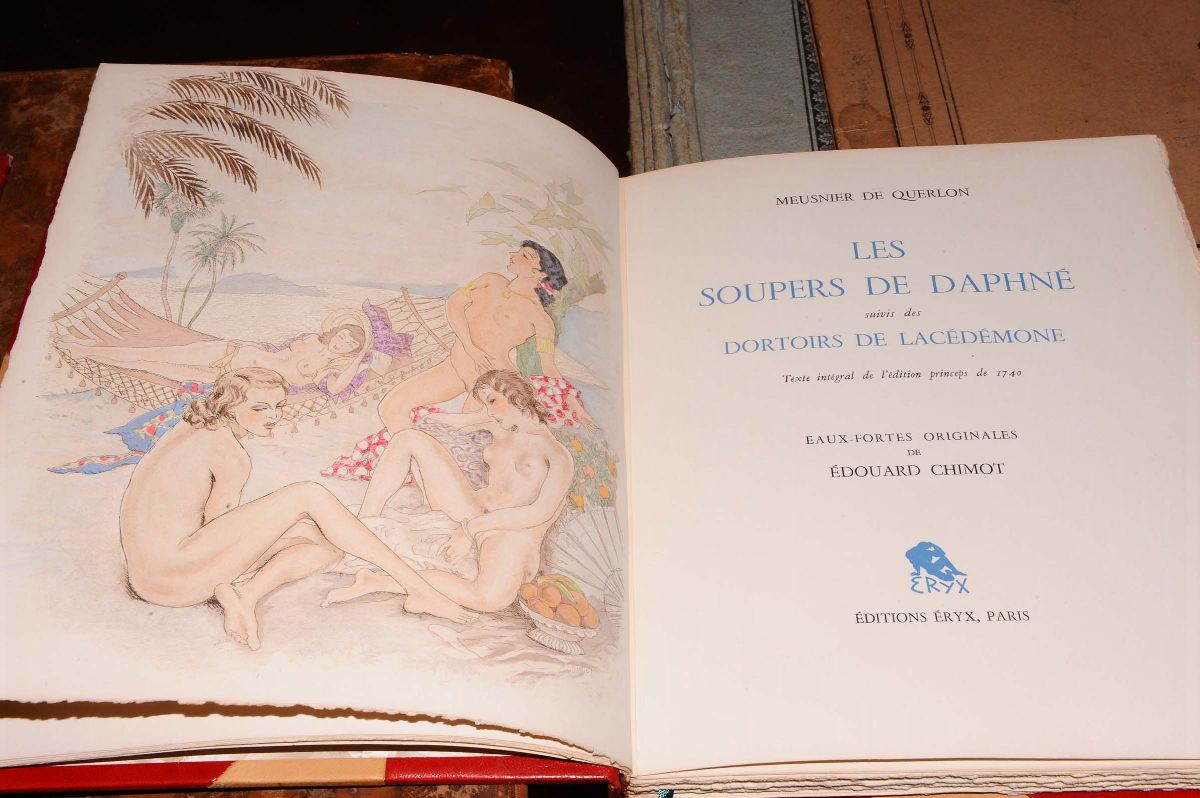 MEUSNIER DE QUERLON
LES
SOUPERS DE DAPHNÉ
suivis des
DORTOIRS DE LACÉDÉMONE
Texte intégral de l'édition princeps de 1740
EAUX-FORTES ORIGINALES
DE
ÉDOUARD CHIMOT
ERYX
ÉDITIONS ÉRYX, PARIS